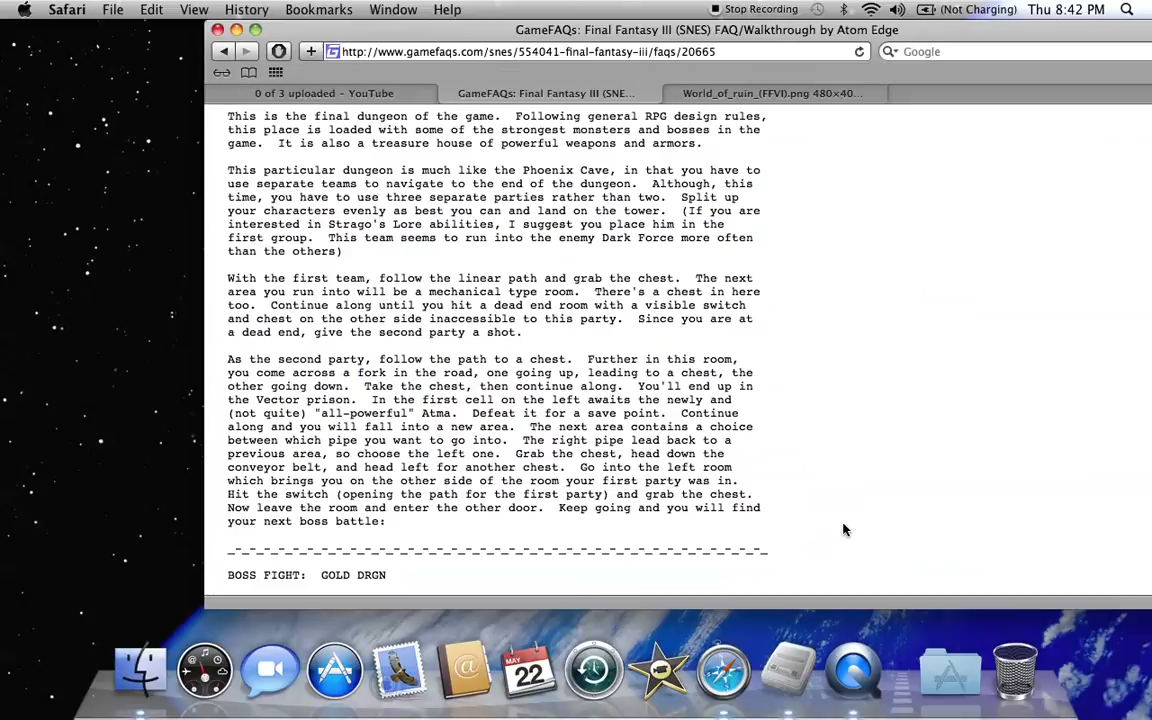 Safari File Edit View History Bookmarks Window Help Stop Recording (Not Charging) Thu 8:42 PM
GameFAQs: Final Fantasy III (SNES) FAQ/Walkthrough by Atom Edge
http://www.gamefaqs.com/snes/554041-final-fantasy-iii/faqs/20665 Google
0 of 3 uploaded - YouTube GameFAQs: Final Fantasy III (SNE... World_of_ruin_(FFVI).png 480×40...
This is the final dungeon of the game. Following general RPG design rules,
this place is loaded with some of the strongest monsters and bosses in the
game. It is also a treasure house of powerful weapons and armors.
This particular dungeon is much like the Phoenix Cave, in that you have to
use separate teams to navigate to the end of the dungeon. Although, this
time, you have to use three separate parties rather than two. Split up
your characters evenly as best you can and land on the tower. (If you are
interested in Strago's Lore abilities, I suggest you place him in the
first group. This team seems to run into the enemy Dark Force more often
than the others)
With the first team, follow the linear path and grab the chest. The next
area you run into will be a mechanical type room. There's a chest in here
too. Continue along until you hit a dead end room with a visible switch
and chest on the other side inaccessible to this party. Since you are at
a dead end, give the second party a shot.
As the second party, follow the path to a chest. Further in this room,
you come across a fork in the road, one going up, leading to a chest, the
other going down. Take the chest, then continue along. You'll end up in
the Vector prison. In the first cell on the left awaits the newly and
(not quite) "all-powerful" Atma. Defeat it for a save point. Continue
along and you will fall into a new area. The next area contains a choice
between which pipe you want to go into. The right pipe lead back to a
previous area, so choose the left one. Grab the chest, head down the
conveyor belt, and head left for another chest. Go into the left room
which brings you on the other side of the room your first party was in.
Hit the switch (opening the path for the first party) and grab the chest.
Now leave the room and enter the other door. Keep going and you will find
your next boss battle:
BOSS FIGHT: GOLD DRGN
MAY
22